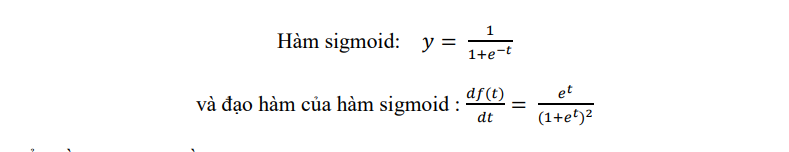 Hàm sigmoid: y = 1/(1+e^{-t})
và đạo hàm của hàm sigmoid : df(t)/dt = e^t/(1+e^t)^2